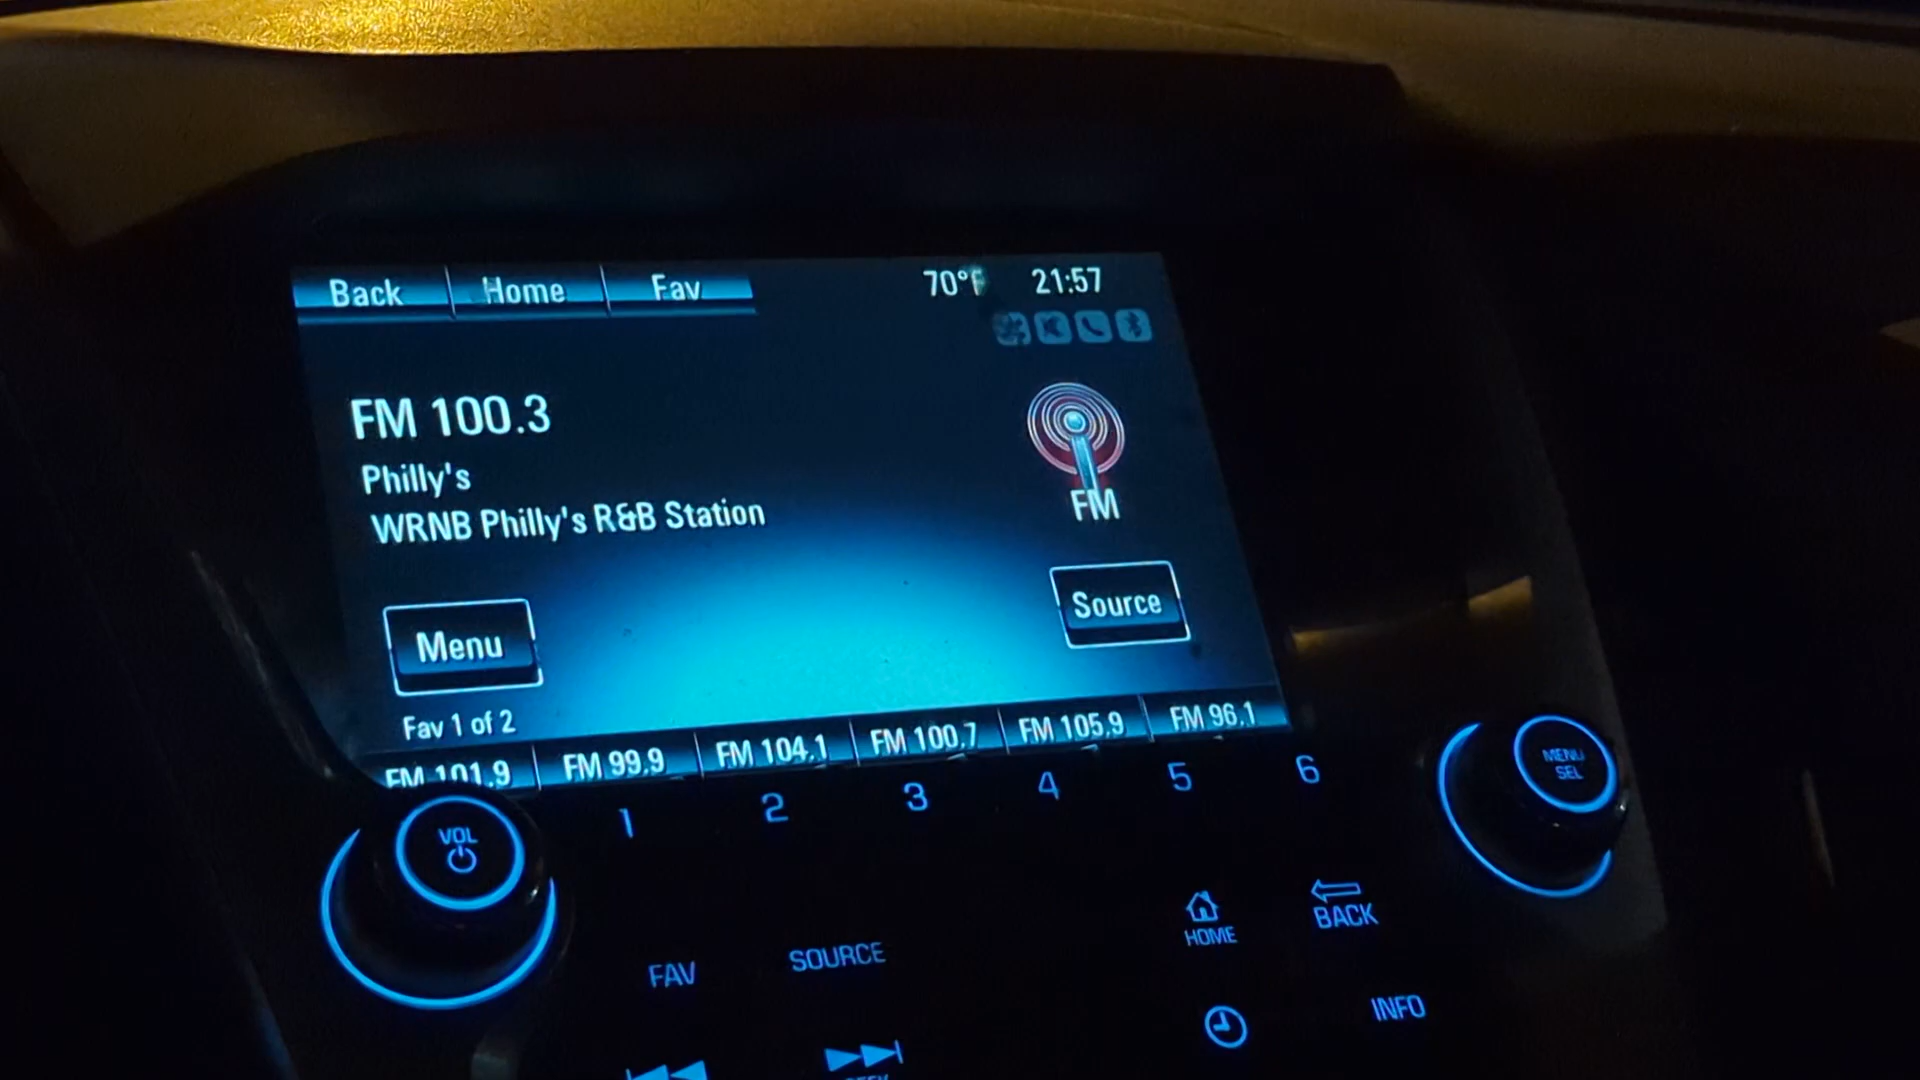 Back Home Fav 70°F 21:57
FM 100.3
Philly's
WRNB Philly's R&B Station
FM
Menu
Source
Fav 1 of 2
FM 101.9 FM 99.9 FM 104.1 FM 100.7 FM 105.9 FM 96.1
1 2 3 4 5 6
VOL
MENU
SEL
FAV SOURCE HOME BACK
INFO